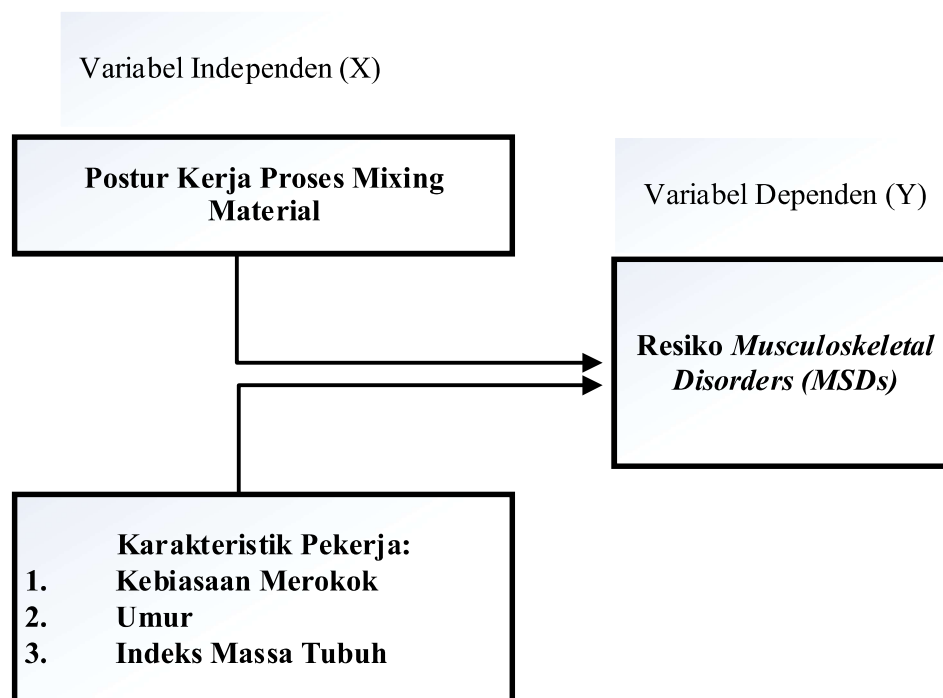 Variabel Independen (X)
Postur Kerja Proses Mixing
Material
Variabel Dependen (Y)
Resiko Musculoskeletal
Disorders (MSDs)
Karakteristik Pekerja:
1. Kebiasaan Merokok
2. Umur
3. Indeks Massa Tubuh